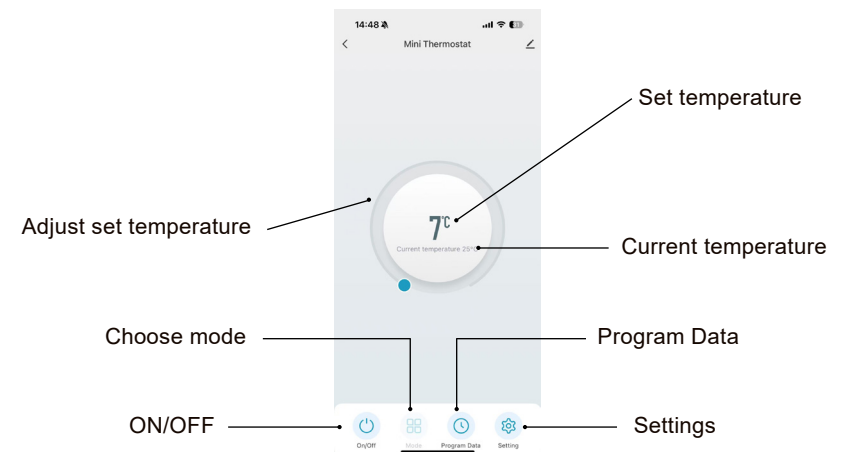 14:48
Mini Thermostat
Set temperature
Adjust set temperature
7°C
Current temperature 25°C
Current temperature
Choose mode
Program Data
ON/OFF
Settings
On/Off
Mode
Program Data
Setting